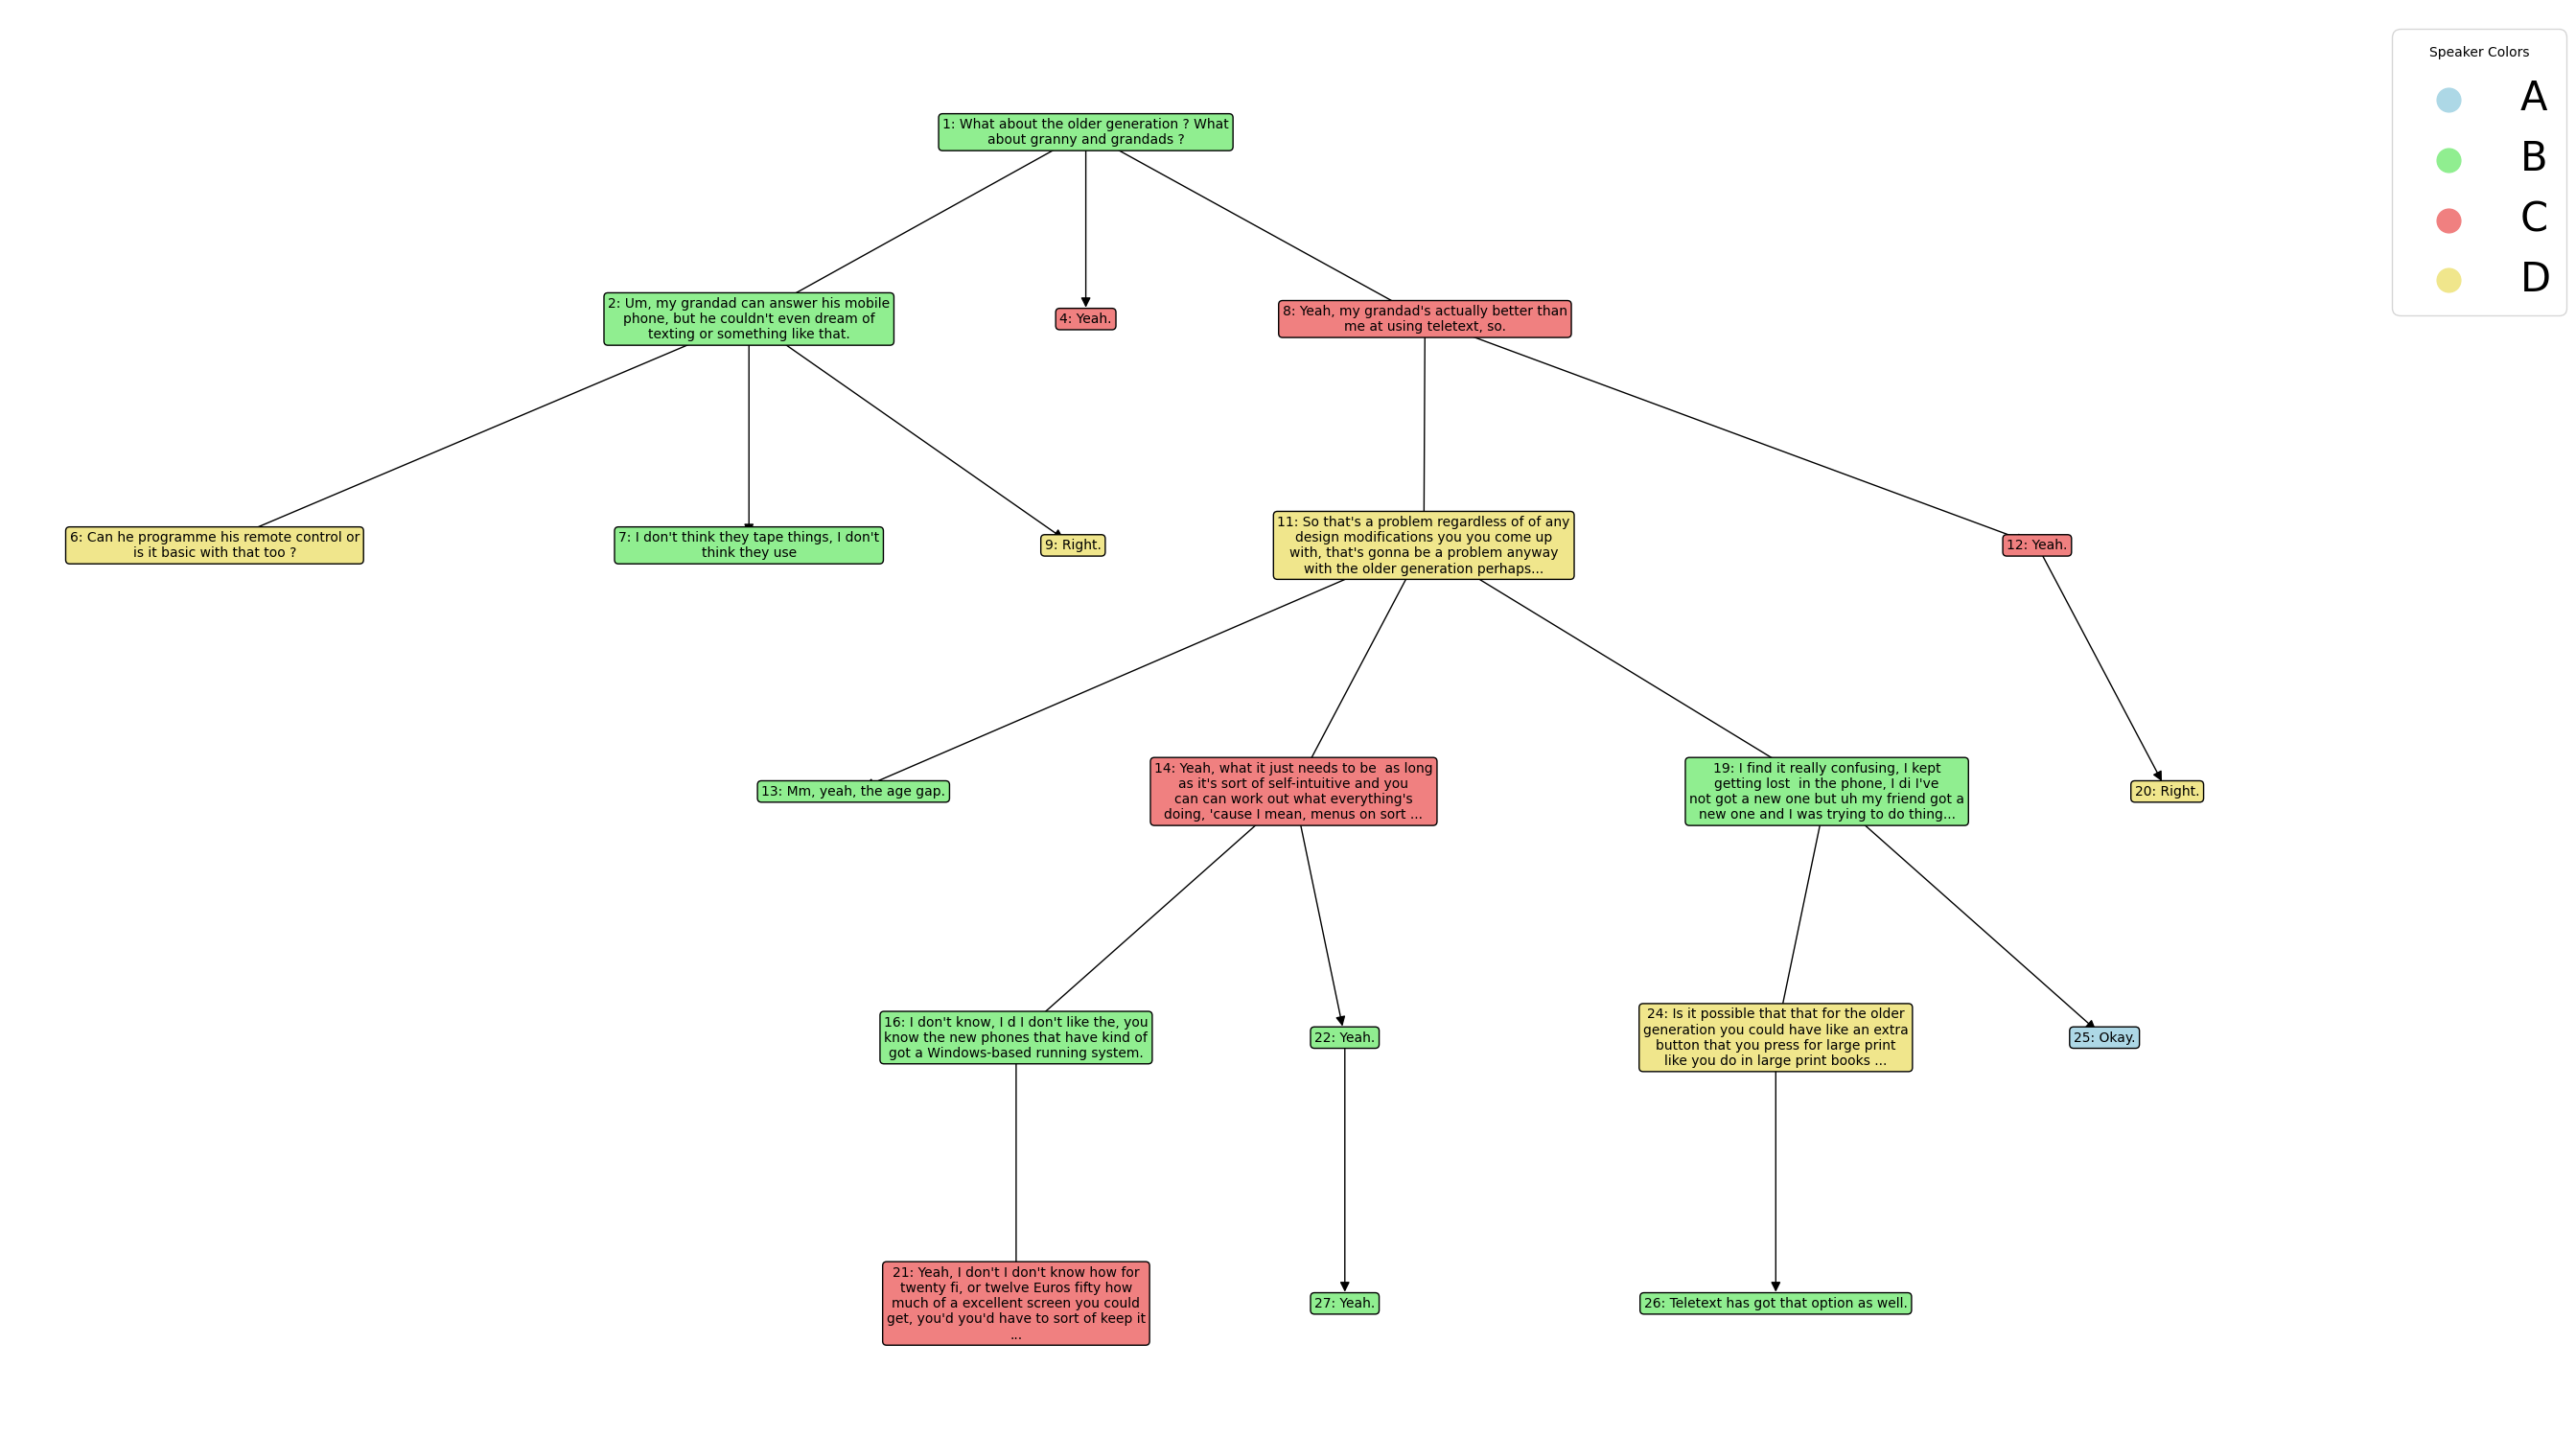 Speaker Colors
A
B
C
D
1: What about the older generation ? What
about granny and grandads ?
2: Um, my grandad can answer his mobile
phone, but he couldn't even dream of
texting or something like that.
4: Yeah.
8: Yeah, my grandad's actually better than
me at using teletext, so.
6: Can he programme his remote control or
is it basic with that too ?
7: I don't think they tape things, I don't
think they use
9: Right.
11: So that's a problem regardless of of any
design modifications you you come up
with, that's gonna be a problem anyway
with the older generation perhaps...
12: Yeah.
13: Mm, yeah, the age gap.
14: Yeah, what it just needs to be  as long
as it's sort of self-intuitive and you
can can work out what everything's
doing, 'cause I mean, menus on sort ...
19: I find it really confusing, I kept
getting lost  in the phone, I di I've
not got a new one but uh my friend got a
new one and I was trying to do thing...
20: Right.
16: I don't know, I d I don't like the, you
know the new phones that have kind of
got a Windows-based running system.
22: Yeah.
24: Is it possible that that for the older
generation you could have like an extra
button that you press for large print
like you do in large print books ...
25: Okay.
21: Yeah, I don't I don't know how for
twenty fi, or twelve Euros fifty how
much of a excellent screen you could
get, you'd you'd have to sort of keep it
...
27: Yeah.
26: Teletext has got that option as well.